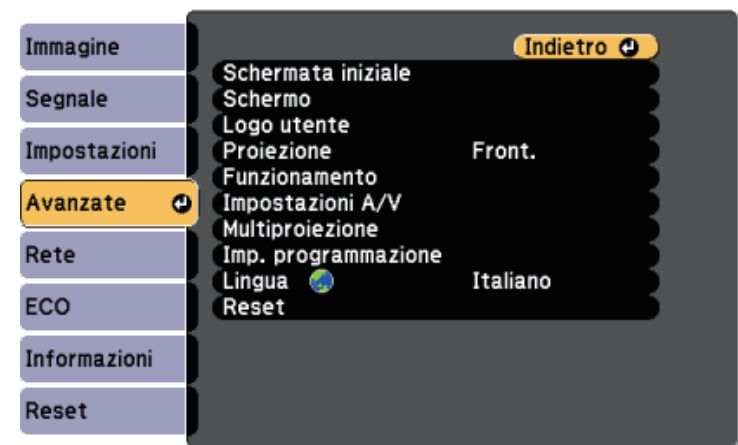 Immagine
Segnale
Impostazioni
Avanzate
Rete
ECO
Informazioni
Reset
Indietro
Schermata iniziale
Schermo
Logo utente
Proiezione Front.
Funzionamento
Impostazioni A/V
Multiproiezione
Imp. programmazione
Lingua Italiano
Reset